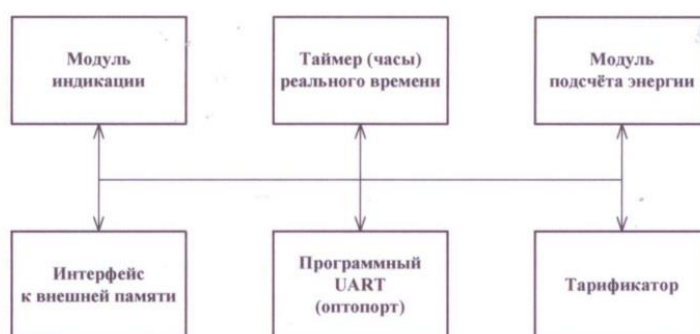 Модуль
индикации
Таймер (часы)
реального времени
Модуль
подсчёта энергии
Интерфейс
к внешней памяти
Программный
UART
(оптопорт)
Тарификатор